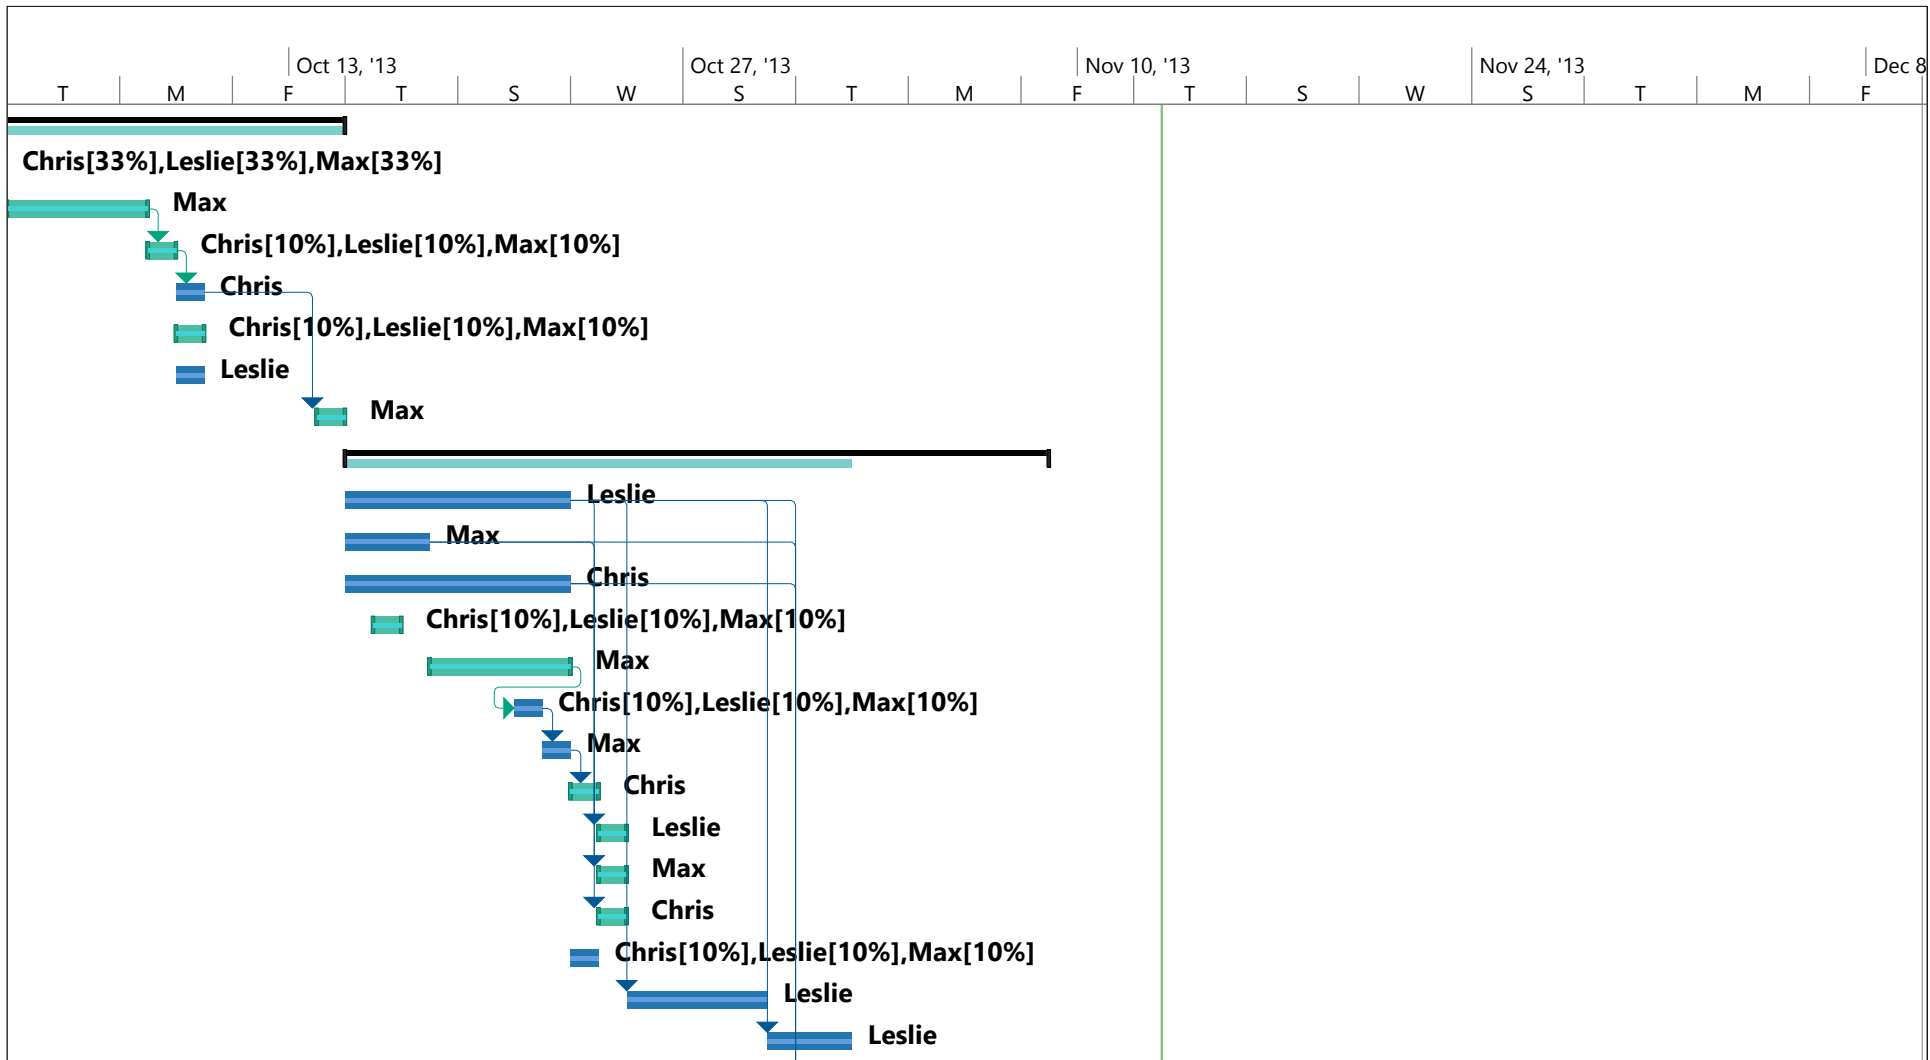 Oct 13, '13 Oct 27, '13 Nov 10, '13 Nov 24, '13 Dec 8
T M F T S W S T M F T S W S T M F
Chris[33%],Leslie[33%],Max[33%]
Max
Chris[10%],Leslie[10%],Max[10%]
Chris
Chris[10%],Leslie[10%],Max[10%]
Leslie
Max
Leslie
Max
Chris
Chris[10%],Leslie[10%],Max[10%]
Max
Chris[10%],Leslie[10%],Max[10%]
Max
Chris
Leslie
Max
Chris
Chris[10%],Leslie[10%],Max[10%]
Leslie
Leslie